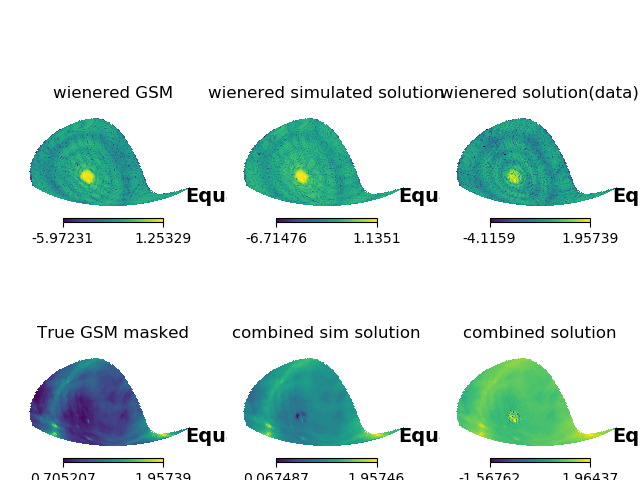 wienered GSM
wienered simulated solution
wienered solution(data)
Equ
Equ
Eq
-5.97231 1.25329
-6.71476 1.1351
-4.1159 1.95739
True GSM masked
combined sim solution
combined solution
Equ
Equ
Eq
0.705207 1.95739
0.067487 1.95746
-1.56762 1.96437